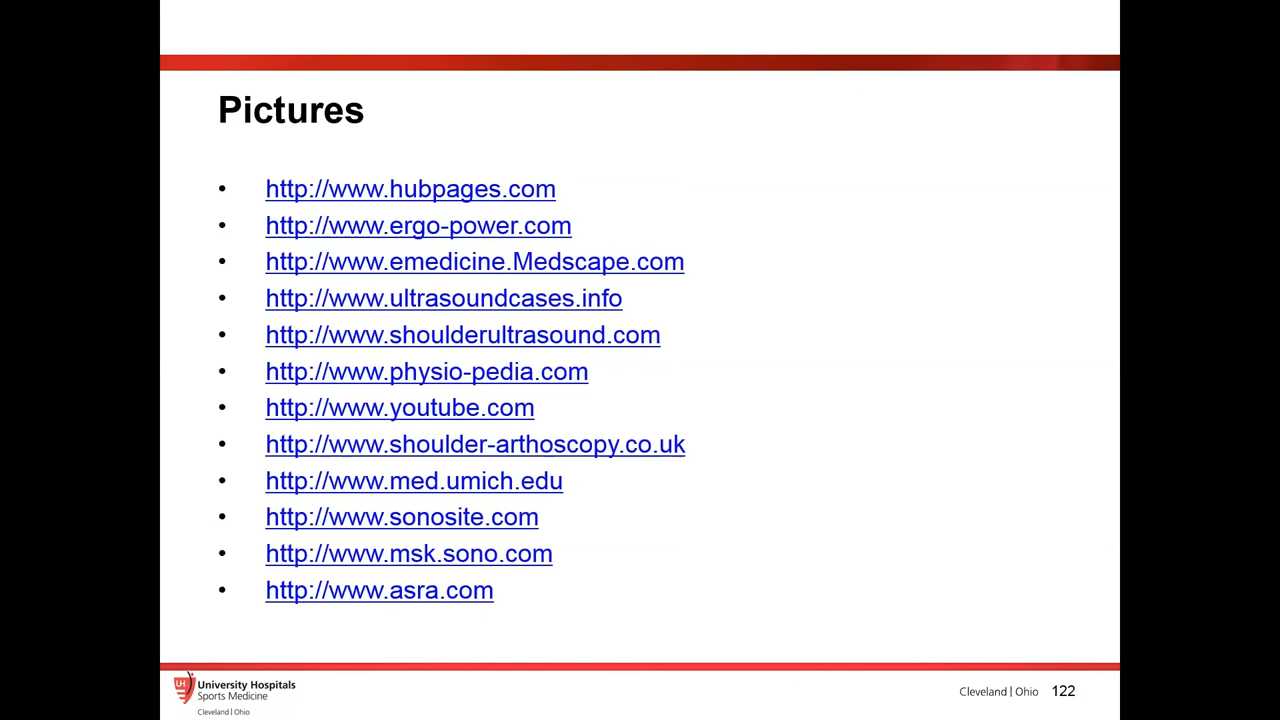 Pictures
• http://www.hubpages.com
• http://www.ergo-power.com
• http://www.emedicine.Medscape.com
• http://www.ultrasoundcases.info
• http://www.shoulderultrasound.com
• http://www.physio-pedia.com
• http://www.youtube.com
• http://www.shoulder-arthoscopy.co.uk
• http://www.med.umich.edu
• http://www.sonosite.com
• http://www.msk.sono.com
• http://www.asra.com
UH University Hospitals
Sports Medicine
Cleveland | Ohio
Cleveland | Ohio 122